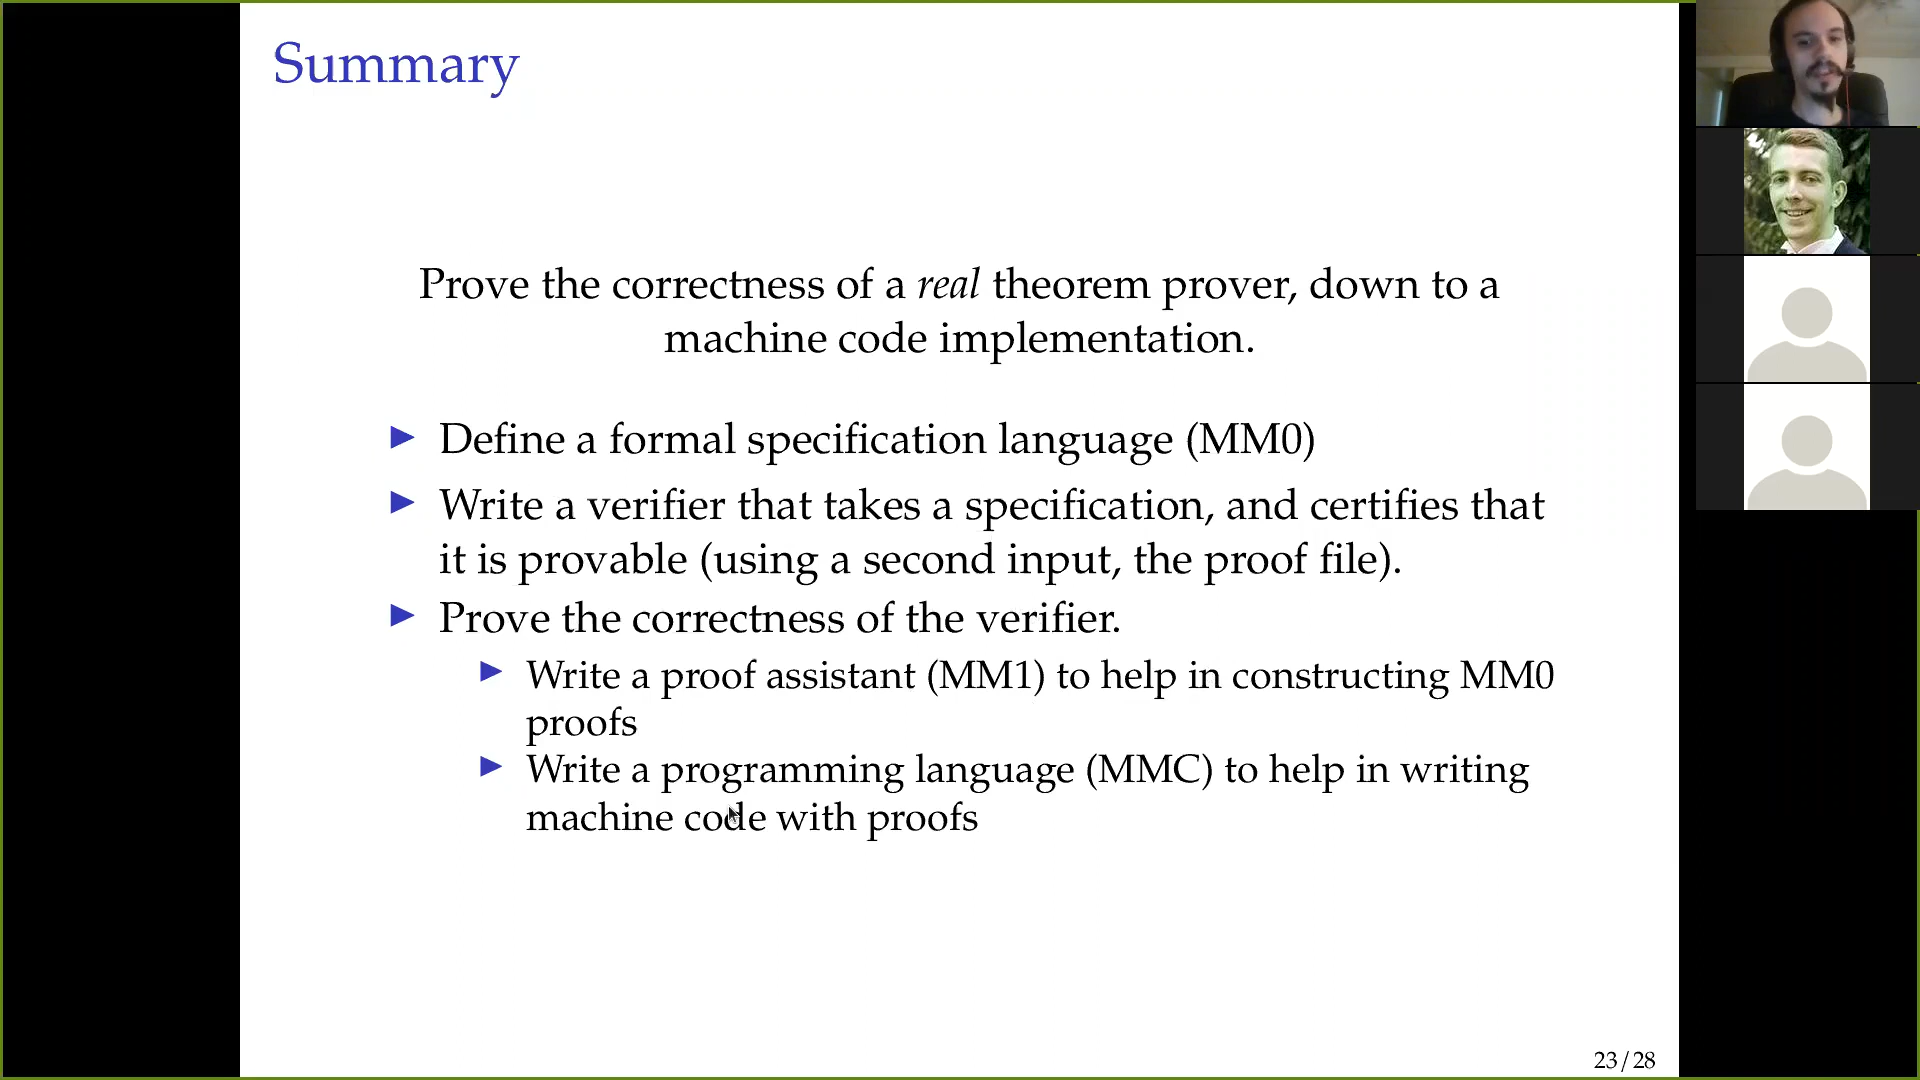 Summary
Prove the correctness of a real theorem prover, down to a
machine code implementation.
▶ Define a formal specification language (MM0)
▶ Write a verifier that takes a specification, and certifies that
it is provable (using a second input, the proof file).
▶ Prove the correctness of the verifier.
▶ Write a proof assistant (MM1) to help in constructing MM0
proofs
▶ Write a programming language (MMC) to help in writing
machine code with proofs
23 / 28